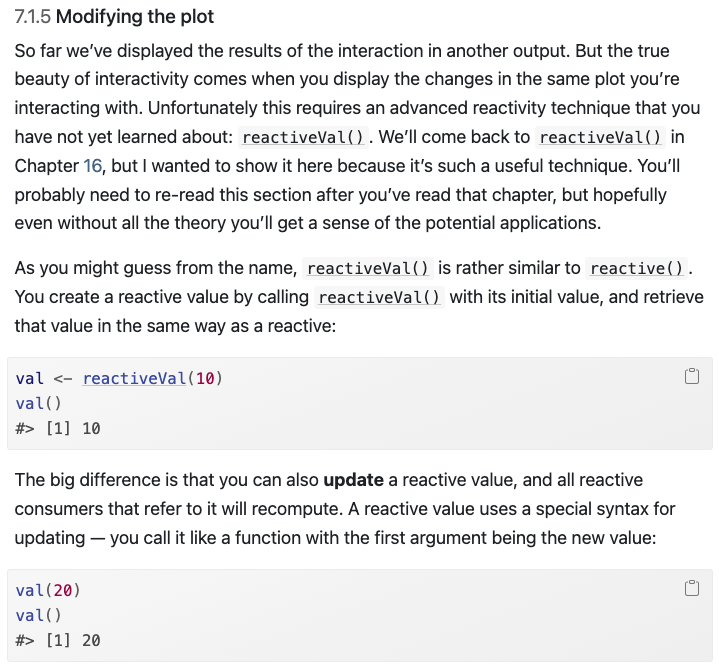 7.1.5 Modifying the plot
So far we’ve displayed the results of the interaction in another output. But the true
beauty of interactivity comes when you display the changes in the same plot you’re
interacting with. Unfortunately this requires an advanced reactivity technique that you
have not yet learned about: reactiveVal(). We’ll come back to reactiveVal() in
Chapter 16, but I wanted to show it here because it’s such a useful technique. You’ll
probably need to re-read this section after you’ve read that chapter, but hopefully
even without all the theory you’ll get a sense of the potential applications.
As you might guess from the name, reactiveVal() is rather similar to reactive().
You create a reactive value by calling reactiveVal() with its initial value, and retrieve
that value in the same way as a reactive:
val <- reactiveVal(10)
val()
#> [1] 10
The big difference is that you can also update a reactive value, and all reactive
consumers that refer to it will recompute. A reactive value uses a special syntax for
updating — you call it like a function with the first argument being the new value:
val(20)
val()
#> [1] 20